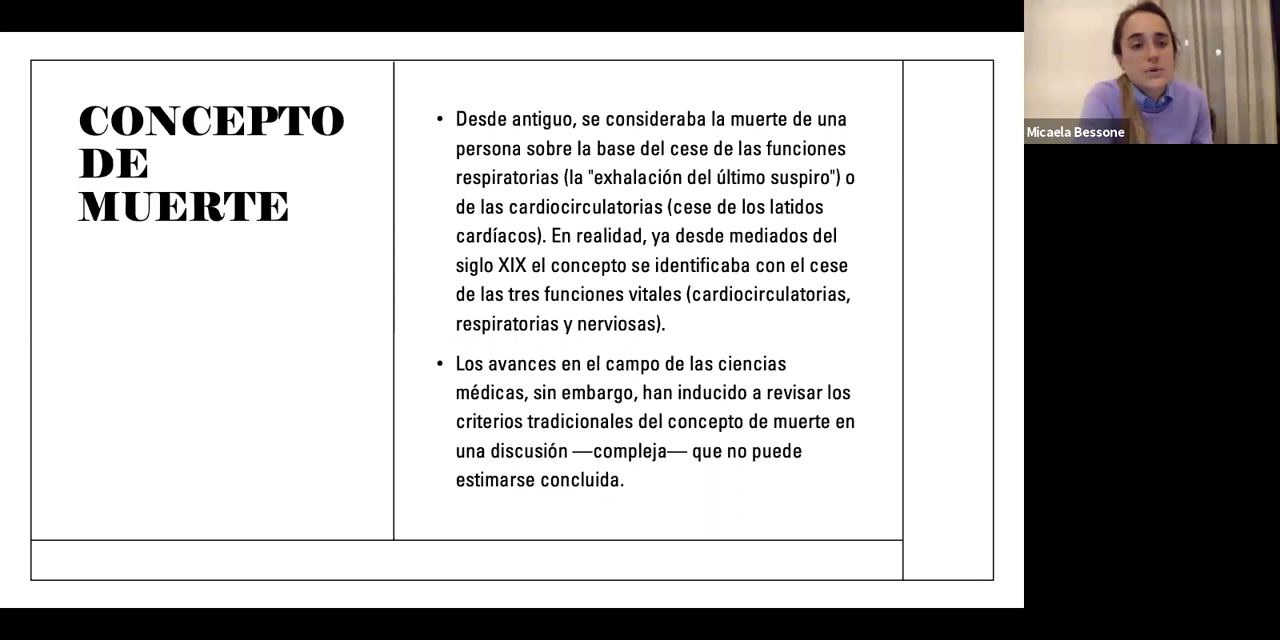 CONCEPTO
DE
MUERTE
• Desde antiguo, se consideraba la muerte de una
persona sobre la base del cese de las funciones
respiratorias (la "exhalación del último suspiro") o
de las cardiocirculatorias (cese de los latidos
cardíacos). En realidad, ya desde mediados del
siglo XIX el concepto se identificaba con el cese
de las tres funciones vitales (cardiocirculatorias,
respiratorias y nerviosas).
• Los avances en el campo de las ciencias
médicas, sin embargo, han inducido a revisar los
criterios tradicionales del concepto de muerte en
una discusión —compleja— que no puede
estimarse concluida.
Micaela Bessone